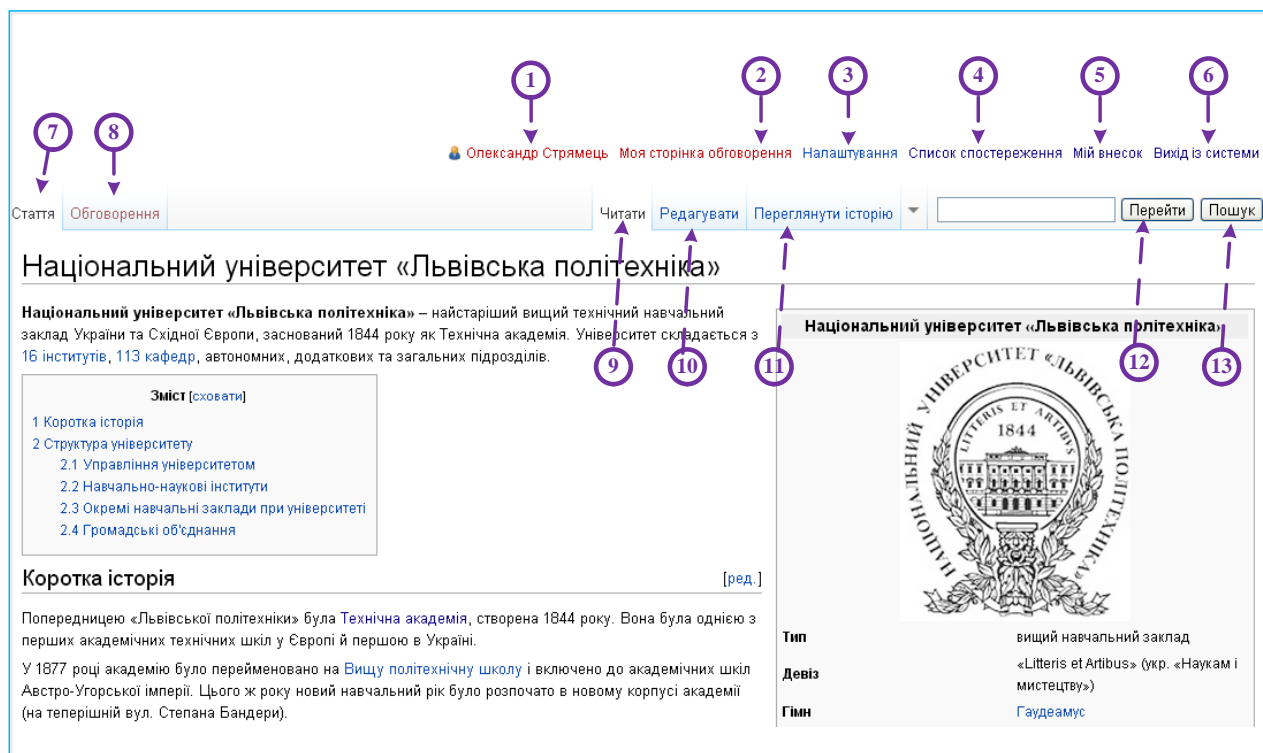 1 2 3 4 5 6
7 8
Олександр Стрямець Моя сторінка обговорення Налаштування Список спостереження Мій внесок Вихід із системи
Стаття Обговорення Читати Редагувати Переглянути історію Перейти Пошук
Національний університет «Львівська політехніка»
Національний університет «Львівська політехніка» – найстаріший вищий технічний навчальний
заклад України та Східної Європи, заснований 1844 року як Технічна академія. Університет складається з
16 інститутів, 113 кафедр, автономних, додаткових та загальних підрозділів.
9 10 11 12 13
Зміст [сховати]
1 Коротка історія
2 Структура університету
2.1 Управління університетом
2.2 Навчально-наукові інститути
2.3 Окремі навчальні заклади при університеті
2.4 Громадські об'єднання
Коротка історія [ред.]
Попередницею «Львівської політехніки» була Технічна академія, створена 1844 року. Вона була однією з
перших академічних технічних шкіл у Європі й першою в Україні.
У 1877 році академію було перейменовано на Вищу політехнічну школу і включено до академічних шкіл
Австро-Угорської імперії. Цього ж року новий навчальний рік було розпочато в новому корпусі академії
(на теперішній вул. Степана Бандери).
Національний університет «Львівська політехніка»
НАЦІОНАЛЬНИЙ УНІВЕРСИТЕТ «ЛЬВІВСЬКА ПОЛІТЕХНІКА»
LITTERIS ET ARTIBUS
1844
Тип вищий навчальний заклад
Девіз «Litteris et Artibus» (укр. «Наукам і
мистецтву»)
Гімн Гаудеамус